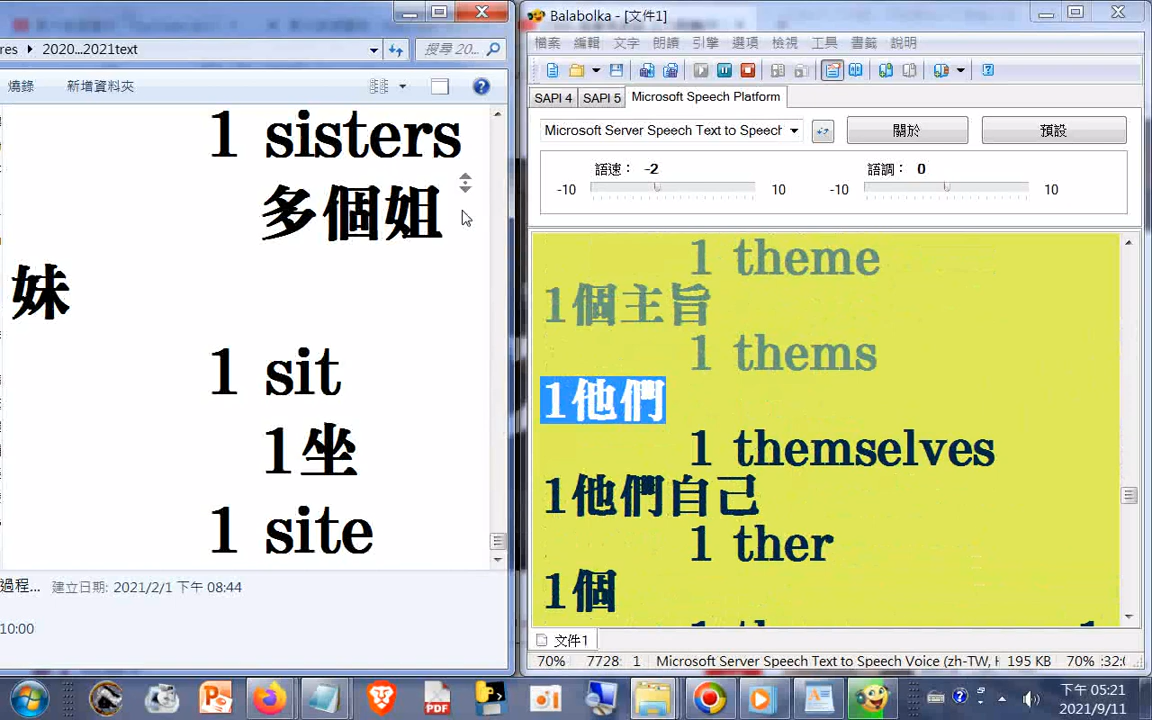 res ▸ 2020...2021text
搜尋 20...
燒錄
新增資料夾
1 sisters
多個姐
妹
1 sit
1坐
1 site
過程... 建立日期: 2021/2/1 下午 08:44
10:00
Balabolka - [文件1]
檔案 編輯 文字 朗讀 引擎 選項 檢視 工具 書籤 說明
SAPI 4 SAPI 5 Microsoft Speech Platform
Microsoft Server Speech Text to Speech
關於
預設
語速： -2
語調： 0
-10 10 -10 10
1 theme
1個主旨
1 thems
1他們
1 themselves
1他們自己
1 ther
1個
文件1
70% 7728: 1 Microsoft Server Speech Text to Speech Voice (zh-TW, 195 KB 70%
PDF
下午 05:21
2021/9/11